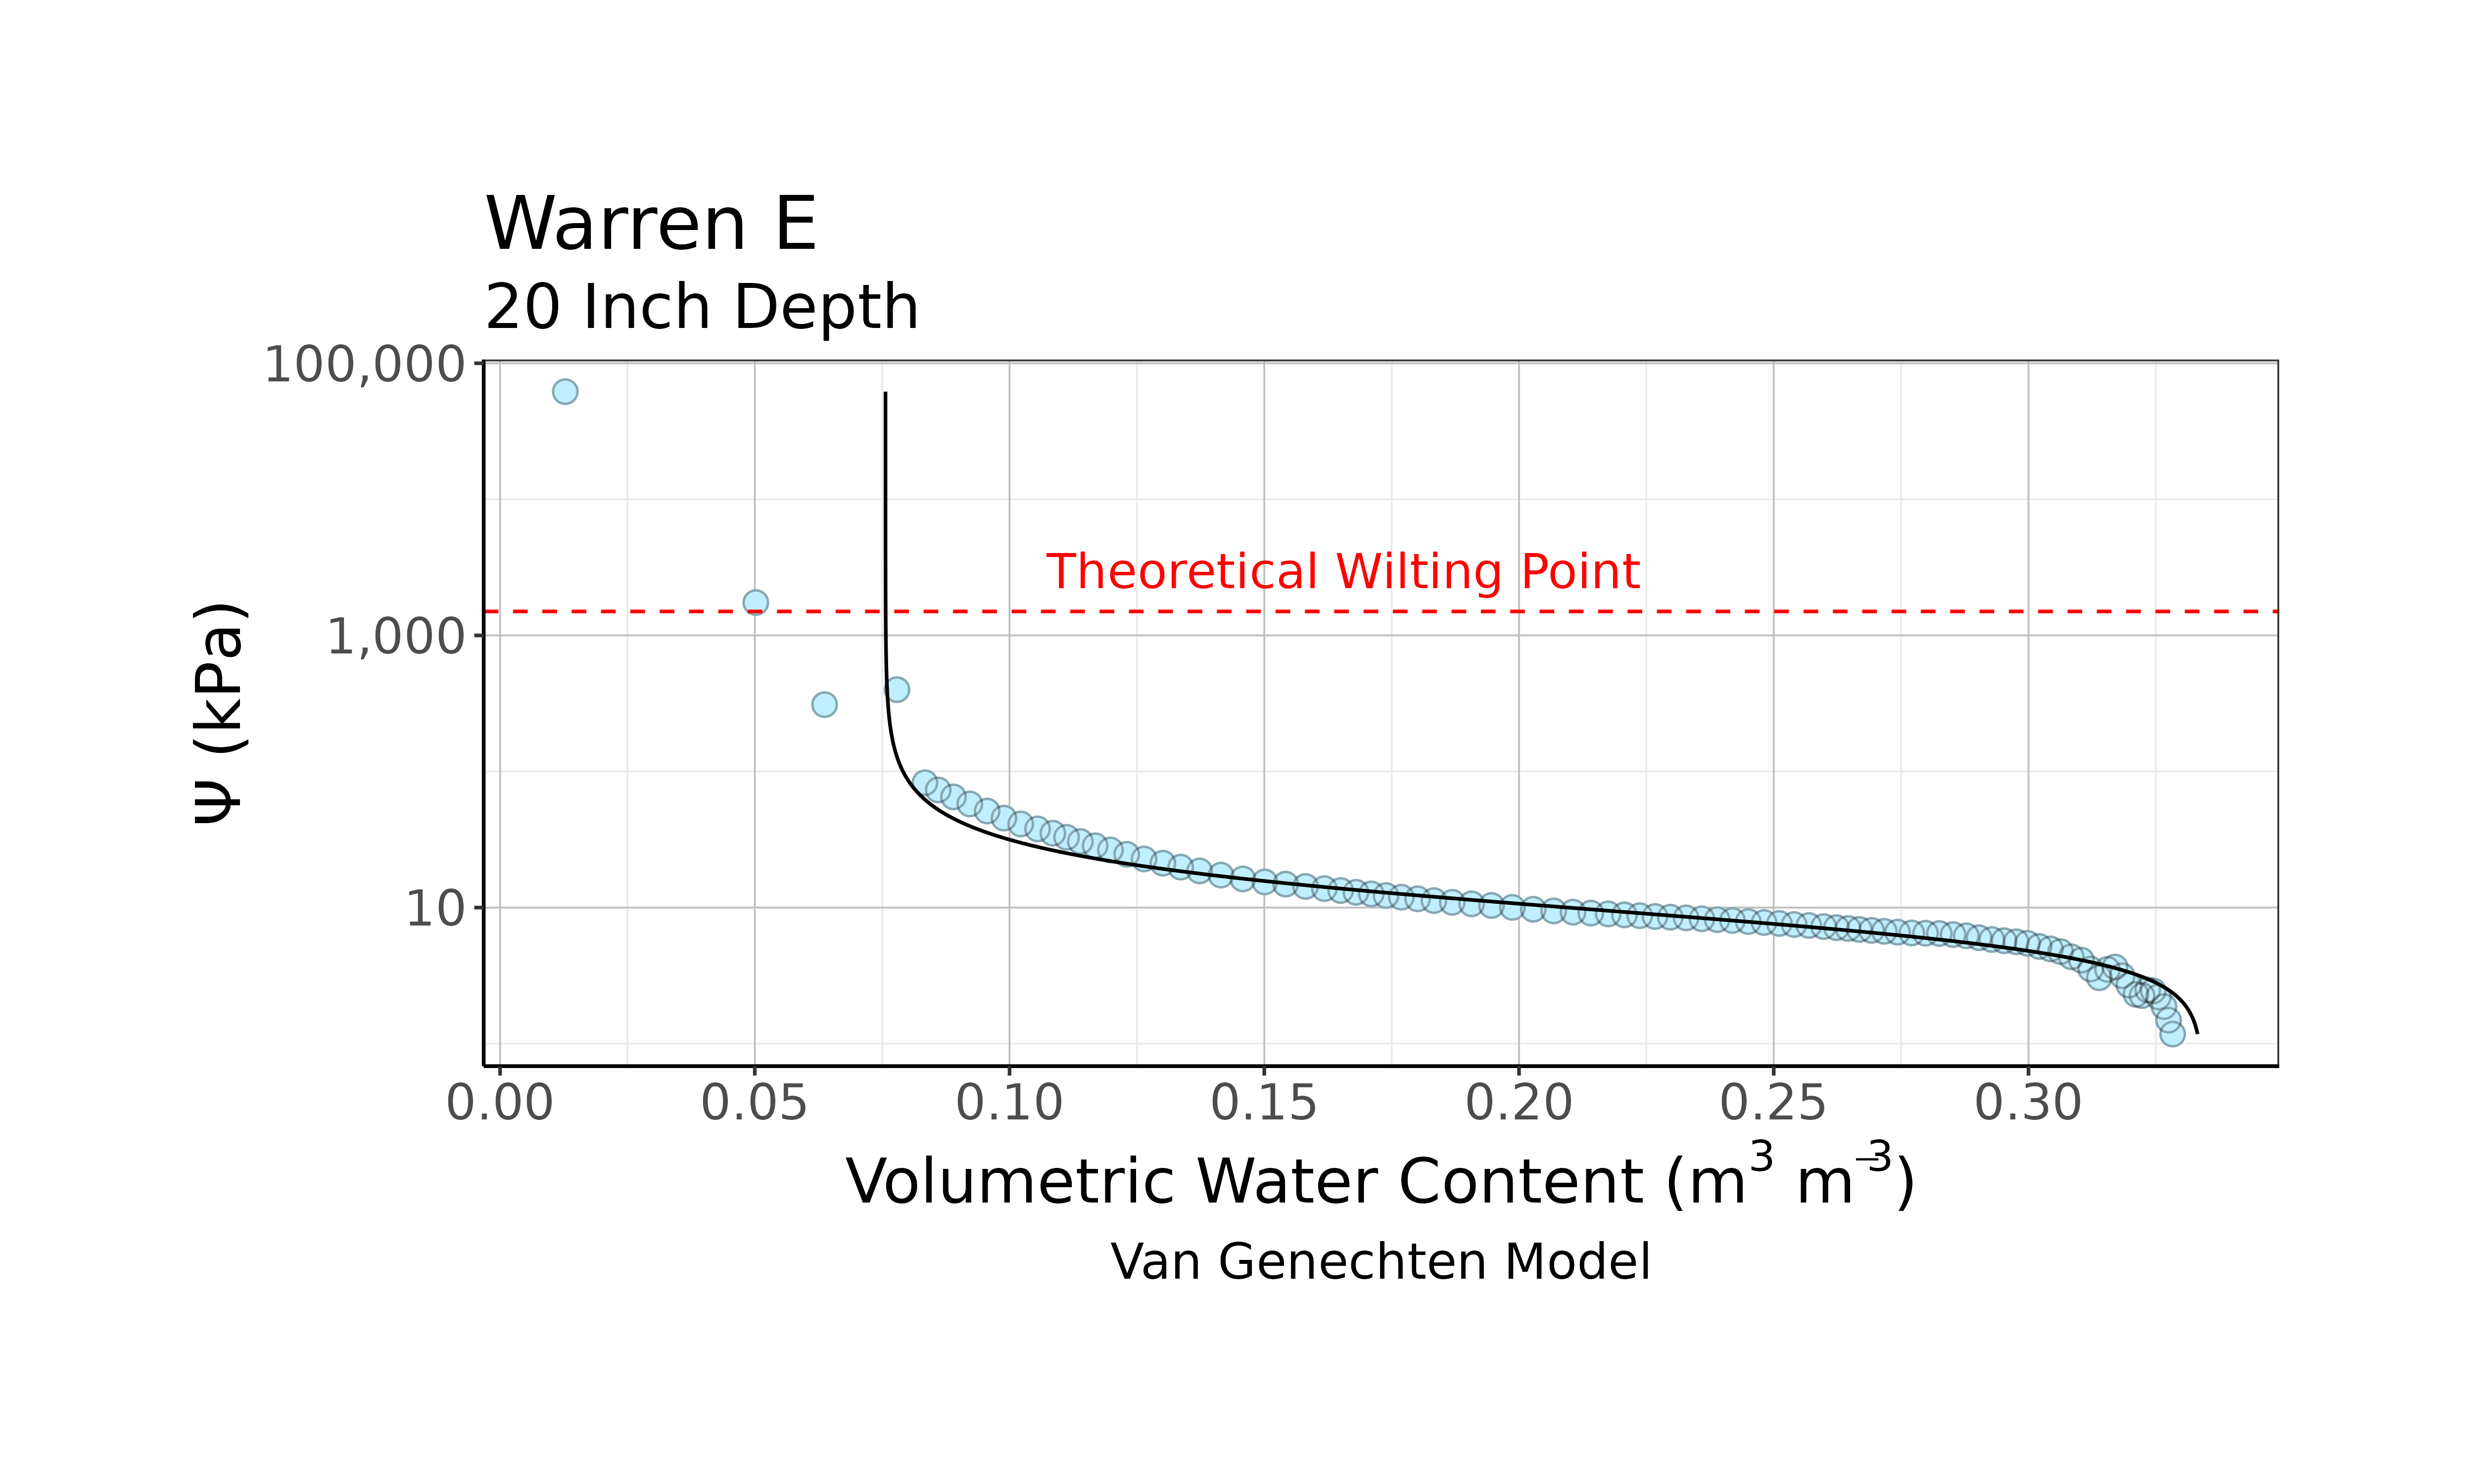 Warren E
20 Inch Depth
100,000
1,000
10
Ψ (kPa)
Theoretical Wilting Point
0.00 0.05 0.10 0.15 0.20 0.25 0.30
Volumetric Water Content (m³ m⁻³)
Van Genechten Model